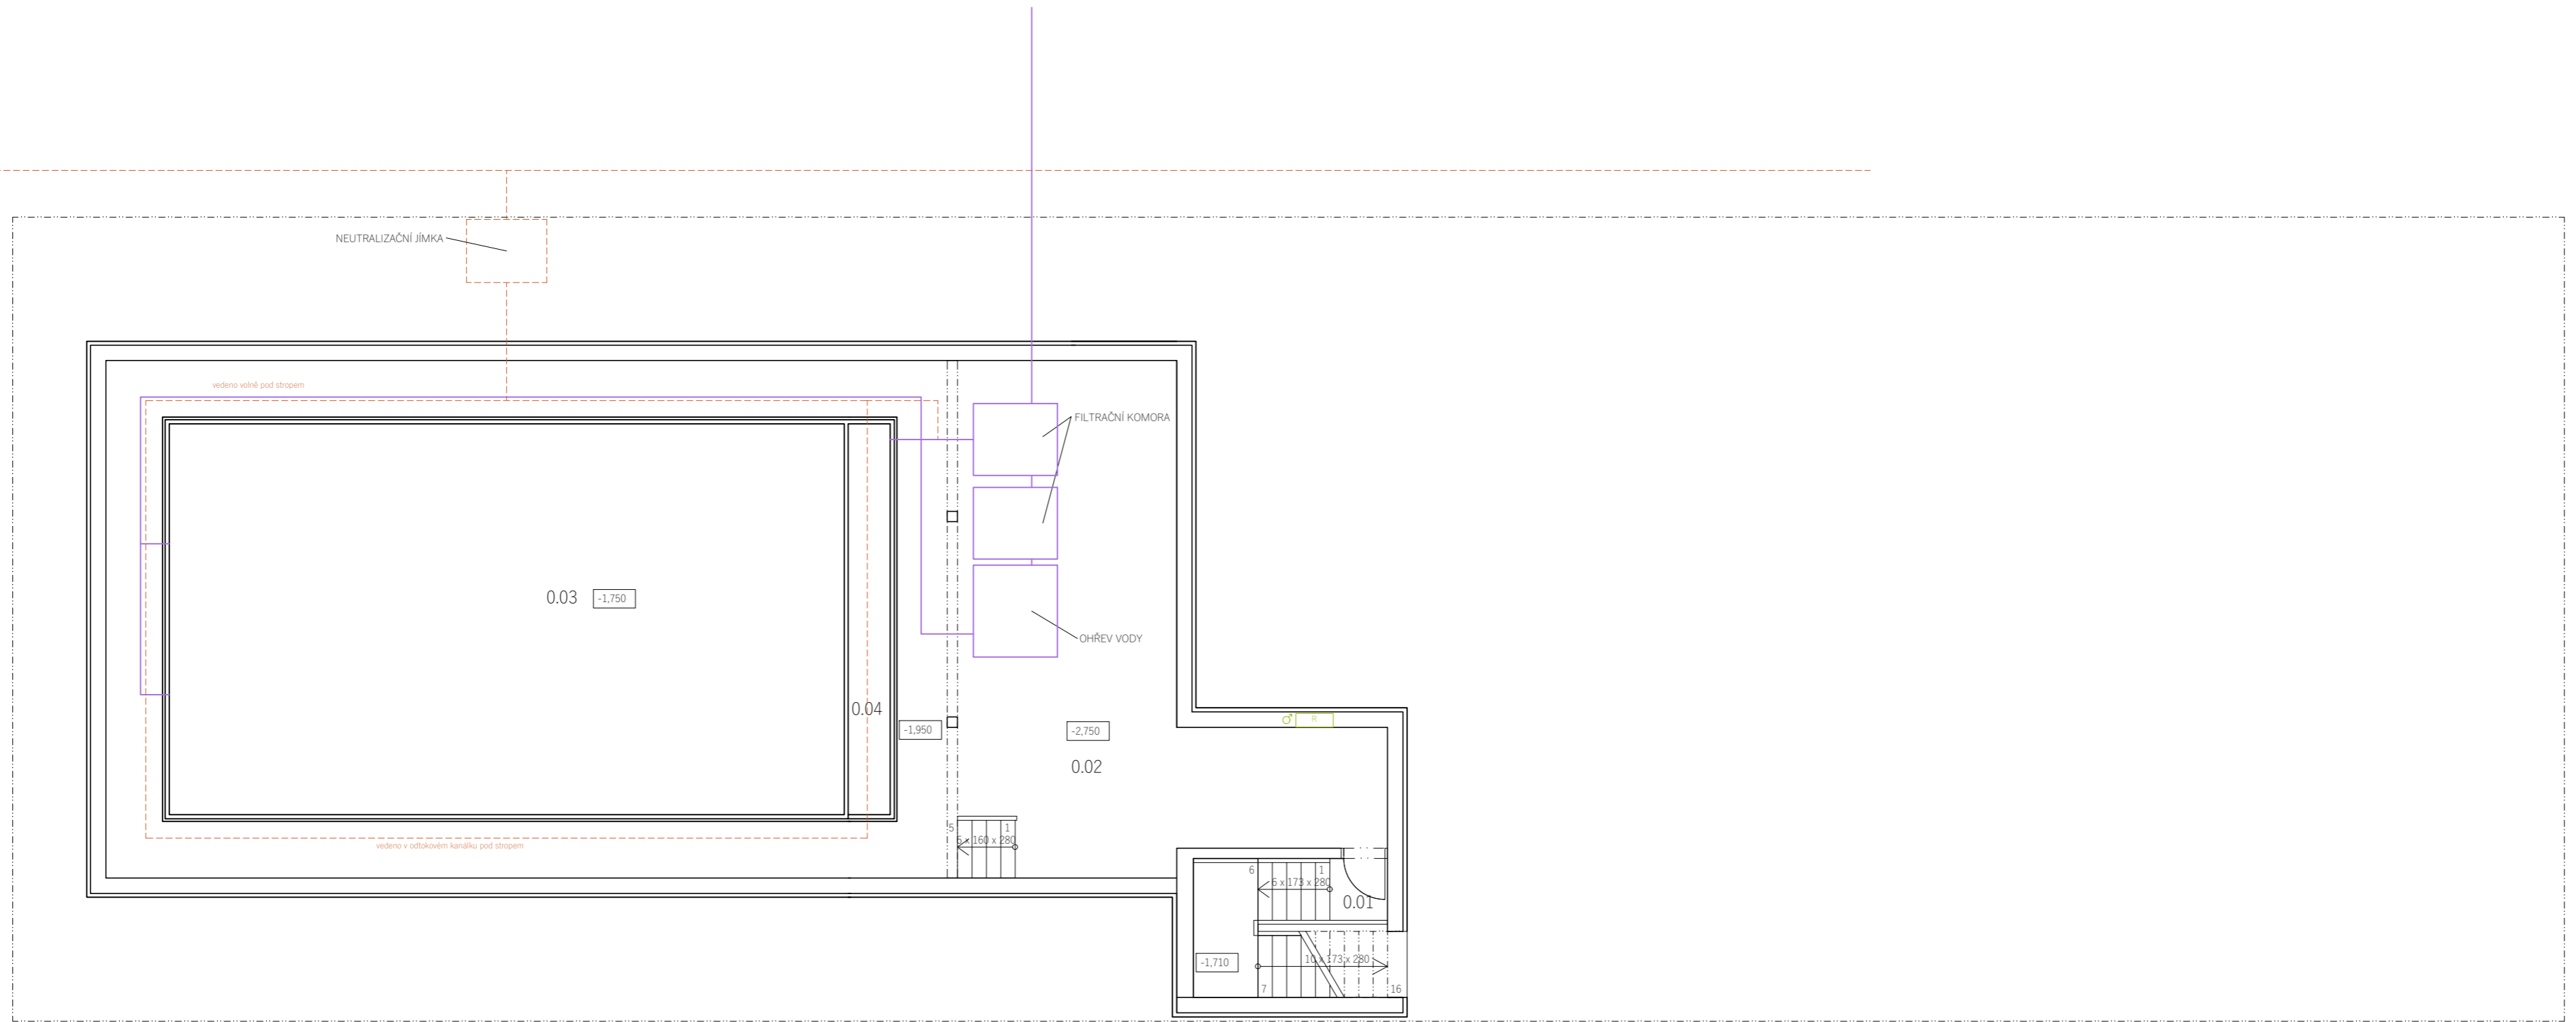 NEUTRALIZAČNÍ JÍMKA
vedeno volně pod stropem
FILTRAČNÍ KOMORA
0.03
-1,750
OHŘEV VODY
0.04
-1,950
-2,750
0.02
R
5
1
5 x 160 x 280
6
1
6 x 173 x 280
0.01
vedeno v odtokovém kanálku pod stropem
-1,710
10 x 173 x 280
7
16